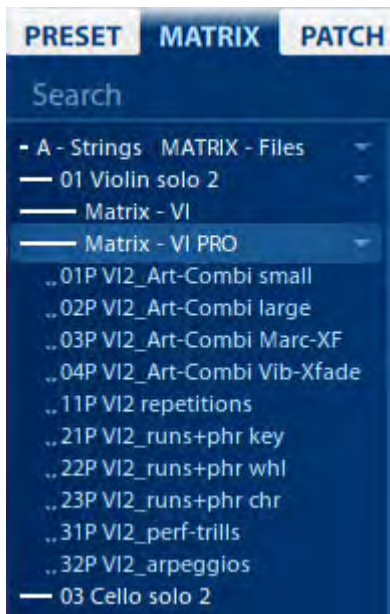 PRESET MATRIX PATCH
Search
- A - Strings MATRIX - Files
— 01 Violin solo 2
— Matrix - VI
— Matrix - VI PRO
.. 01P VI2_Art-Combi small
.. 02P VI2_Art-Combi large
.. 03P VI2_Art-Combi Marc-XF
.. 04P VI2_Art-Combi Vib-Xfade
.. 11P VI2 repetitions
.. 21P VI2_runs+phr key
.. 22P VI2_runs+phr whl
.. 23P VI2_runs+phr chr
.. 31P VI2_perf-trills
.. 32P VI2_arpeggios
— 03 Cello solo 2